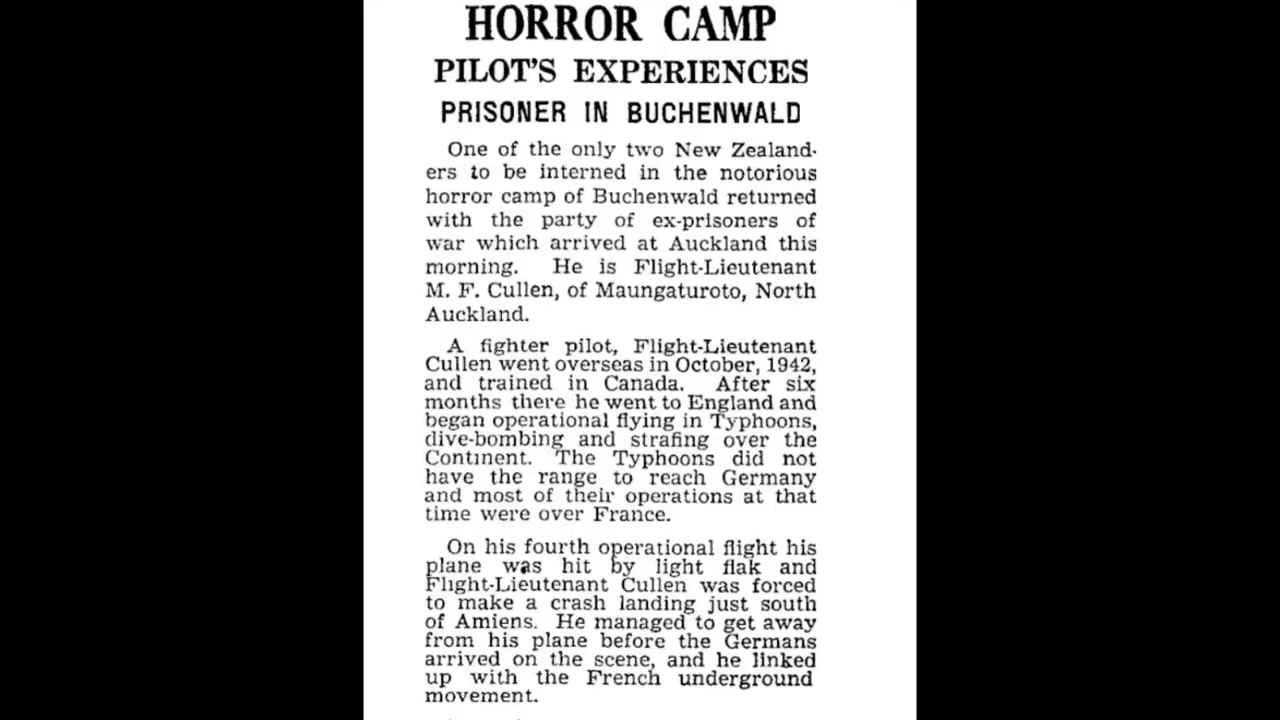 HORROR CAMP
PILOT'S EXPERIENCES
PRISONER IN BUCHENWALD
One of the only two New Zealand-
ers to be interned in the notorious
horror camp of Buchenwald returned
with the party of ex-prisoners of
war which arrived at Auckland this
morning. He is Flight-Lieutenant
M. F. Cullen, of Maungaturoto, North
Auckland.
A fighter pilot, Flight-Lieutenant
Cullen went overseas in October, 1942,
and trained in Canada. After six
months there he went to England and
began operational flying in Typhoons,
dive-bombing and strafing over the
Continent. The Typhoons did not
have the range to reach Germany
and most of their operations at that
time were over France.
On his fourth operational flight his
plane was hit by light flak and
Flight-Lieutenant Cullen was forced
to make a crash landing just south
of Amiens. He managed to get away
from his plane before the Germans
arrived on the scene, and he linked
up with the French underground
movement.